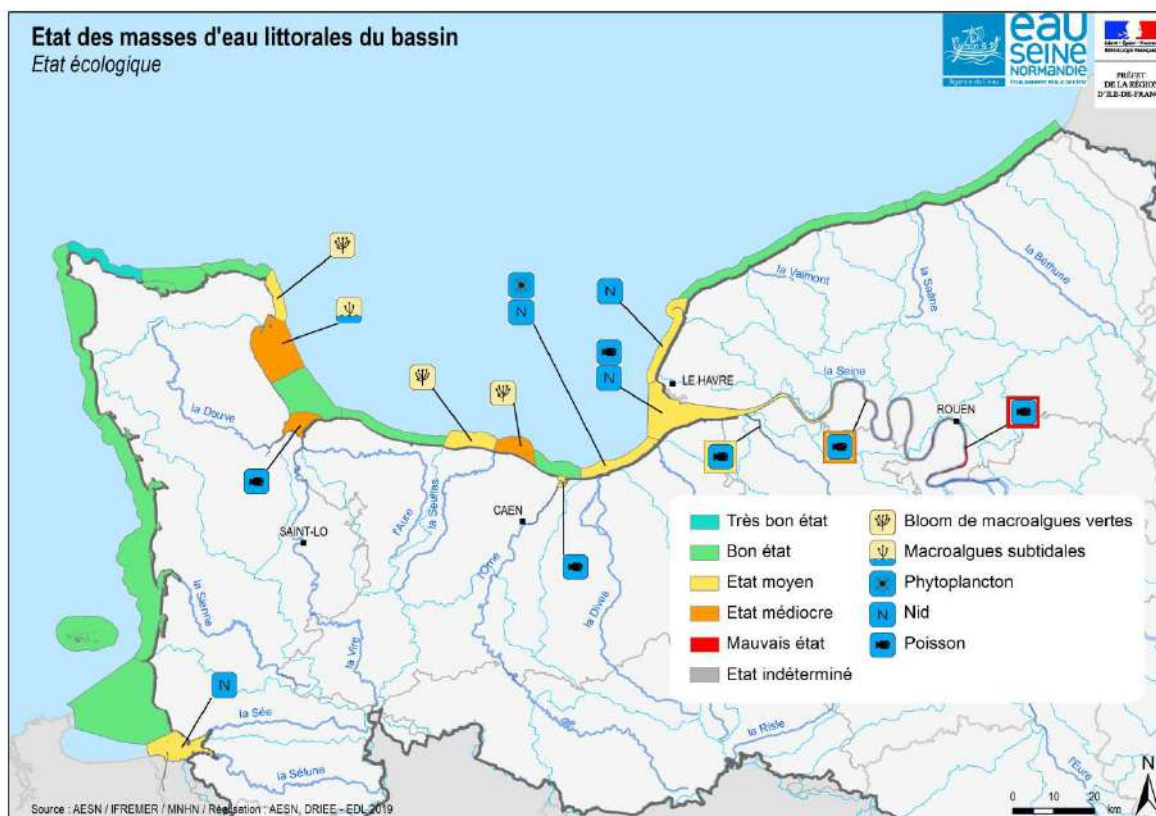 Etat des masses d'eau littorales du bassin
Etat écologique
eau
SEINE
NORMANDIE
Agence de l'eau
PRÉFET
DE LA RÉGION
D'ILE-DE-FRANC
la Valmont
la Saâne
la Béthune
N
N
N
LE HAVRE
la Seine
ROUEN
la Douve
l'Aure
la Seulles
CAEN
SAINT-LO
l'Orne
la Dives
la Sienne
la Vire
N
la Sée
la Sélune
la Risle
l'Eure
Très bon état
Bon état
Etat moyen
Etat médiocre
Mauvais état
Etat indéterminé
Bloom de macroalgues vertes
Macroalgues subtidales
Phytoplancton
N
Nid
Poisson
N
0 10 20
km
Source : AESN / IFREMER / MNHN / Réalisation : AESN, DRIEE - EDL 2019